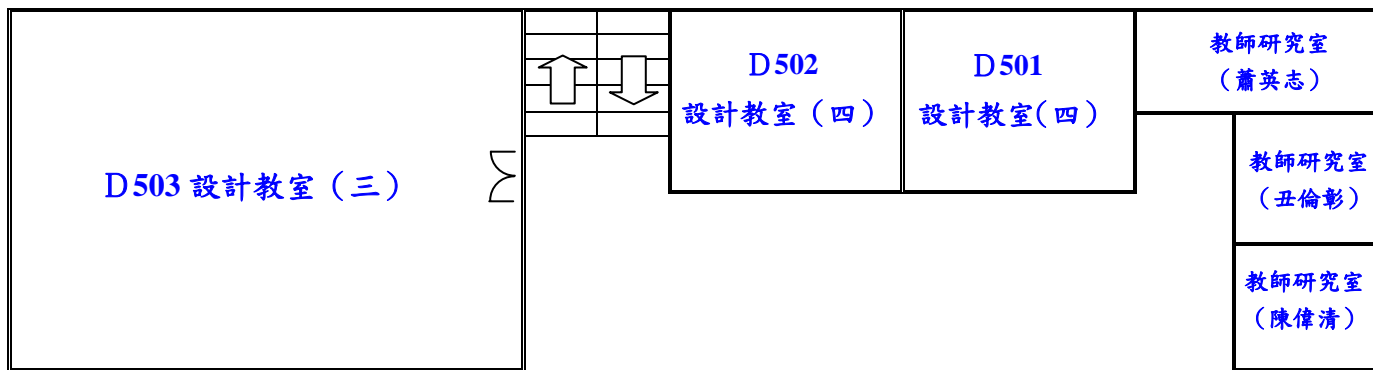 D503 設計教室（三）
D502
設計教室（四）
D501
設計教室（四）
教師研究室
（蕭英志）
教師研究室
（丑倫彰）
教師研究室
（陳偉清）